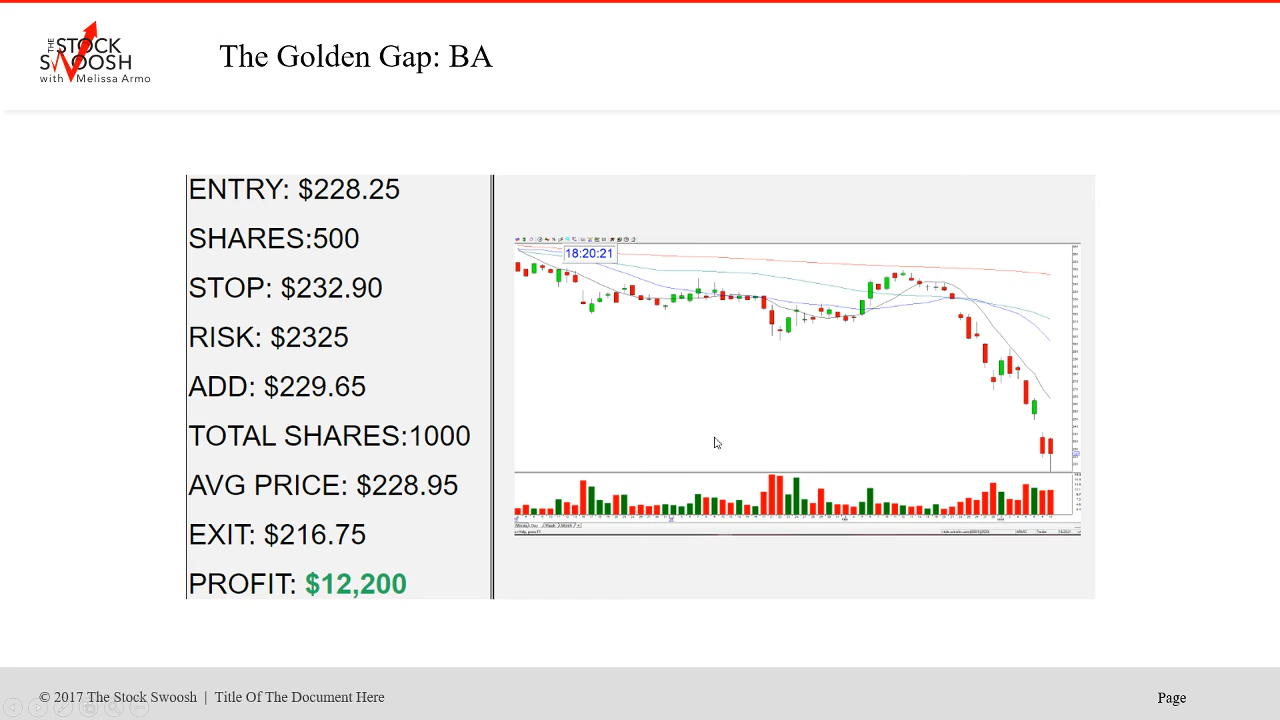 THE STOCK
SWOOSH
with Melissa Armo
The Golden Gap: BA
ENTRY: $228.25
SHARES:500
STOP: $232.90
RISK: $2325
ADD: $229.65
TOTAL SHARES:1000
AVG PRICE: $228.95
EXIT: $216.75
PROFIT: $12,200
18:20:21
© 2017 The Stock Swoosh | Title Of The Document Here
Page